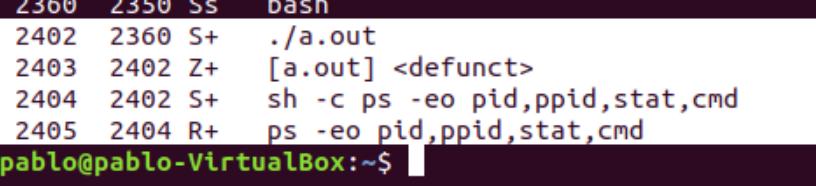 2360 2350 Ss bash
2402 2360 S+ ./a.out
2403 2402 Z+ [a.out] <defunct>
2404 2402 S+ sh -c ps -eo pid,ppid,stat,cmd
2405 2404 R+ ps -eo pid,ppid,stat,cmd
pablo@pablo-VirtualBox:~$